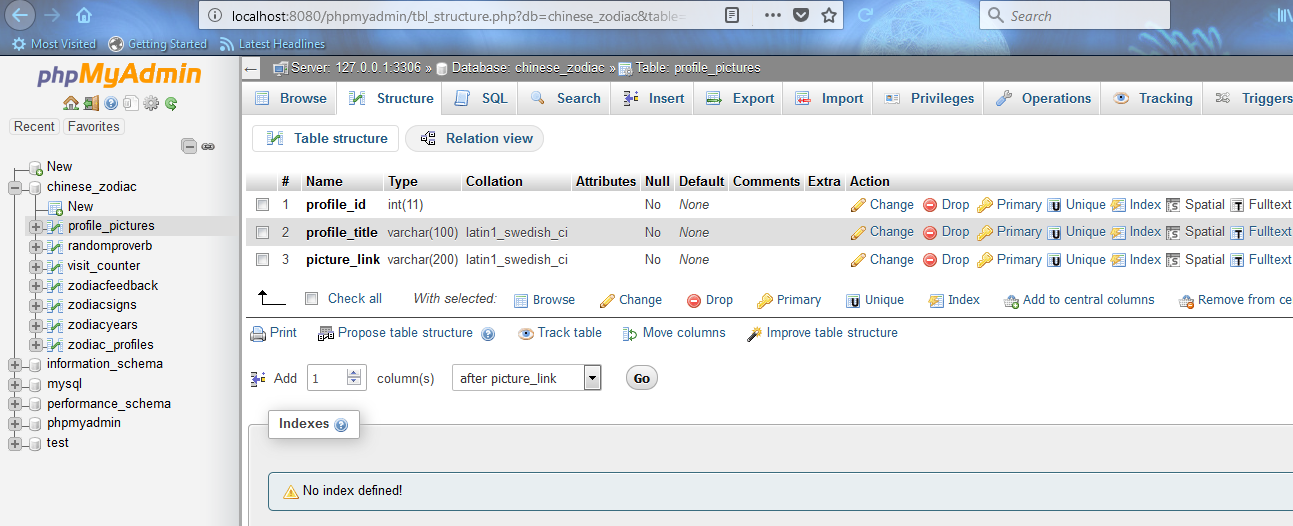 localhost:8080/phpmyadmin/tbl_structure.php?db=chinese_zodiac&table=
Search
Most Visited Getting Started Latest Headlines
phpMyAdmin
Recent Favorites
New
chinese_zodiac
New
profile_pictures
randomproverb
visit_counter
zodiacfeedback
zodiacsigns
zodiacyears
zodiac_profiles
information_schema
mysql
performance_schema
phpmyadmin
test
Server: 127.0.0.1:3306 » Database: chinese_zodiac » Table: profile_pictures
Browse Structure SQL Search Insert Export Import Privileges Operations Tracking Triggers
Table structure Relation view
# Name Type Collation Attributes Null Default Comments Extra Action
1 profile_id int(11) No None Change Drop Primary Unique Index Spatial Fulltext
2 profile_title varchar(100) latin1_swedish_ci No None Change Drop Primary Unique Index Spatial Fulltext
3 picture_link varchar(200) latin1_swedish_ci No None Change Drop Primary Unique Index Spatial Fulltext
Check all With selected: Browse Change Drop Primary Unique Index Add to central columns Remove from ce
Print Propose table structure Track table Move columns Improve table structure
Add 1 column(s) after picture_link Go
Indexes
No index defined!